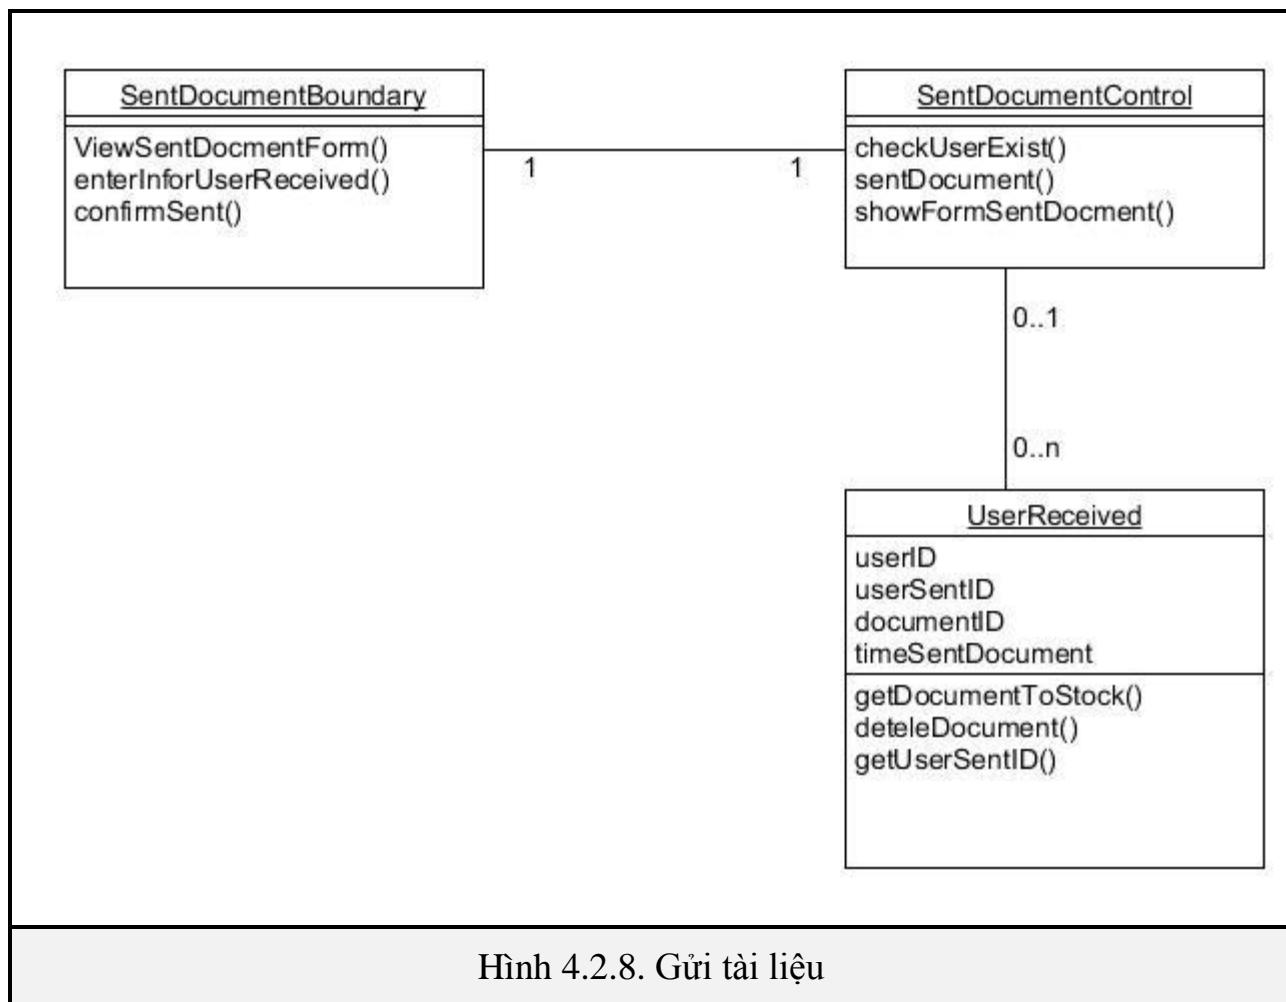 SentDocumentBoundary
ViewSentDocmentForm()
enterInforUserReceived()
confirmSent()
1
1
SentDocumentControl
checkUserExist()
sentDocument()
showFormSentDocment()
0..1
0..n
UserReceived
userID
userSentID
documentID
timeSentDocument
getDocumentToStock()
deteleDocument()
getUserSentID()
Hình 4.2.8. Gửi tài liệu